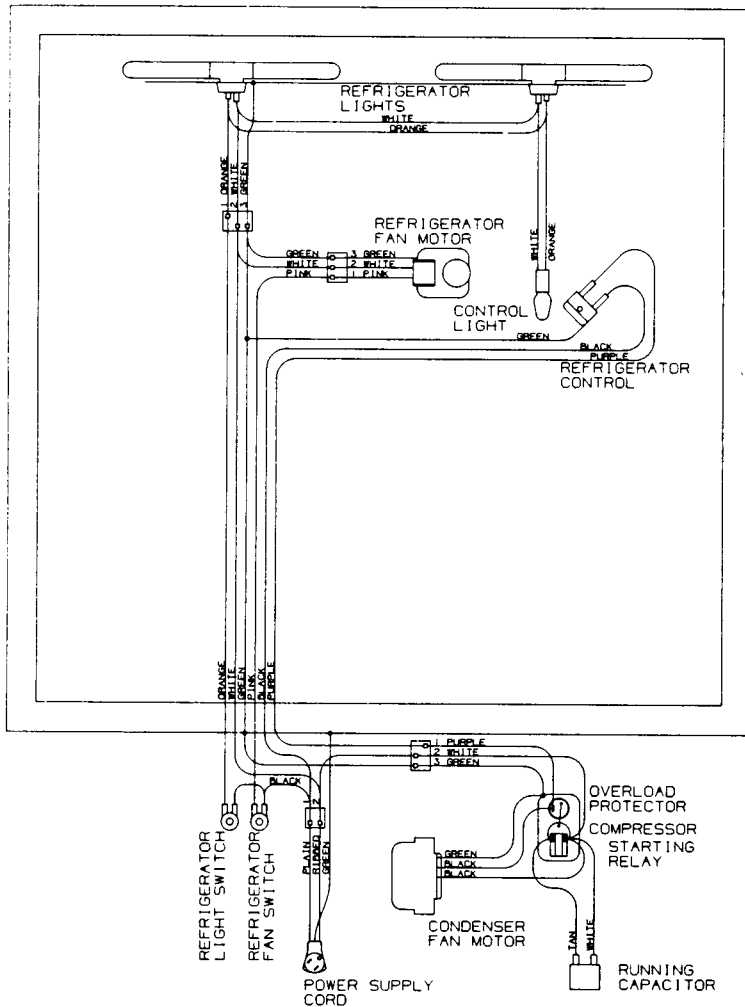 REFRIGERATOR
LIGHTS
WHITE
ORANGE
1 ORANGE
2 WHITE
3 GREEN
REFRIGERATOR
FAN MOTOR
GREEN 3 GREEN
WHITE 2 WHITE
PINK 1 PINK
WHITE
ORANGE
CONTROL
LIGHT
GREEN
BLACK
PURPLE
REFRIGERATOR
CONTROL
ORANGE
WHITE
GREEN
PINK
BLACK
PURPLE
1 PURPLE
2 WHITE
3 GREEN
BLACK
1
2
OVERLOAD
PROTECTOR
COMPRESSOR
STARTING
RELAY
PLAIN
RIBBED
GREEN
GREEN
BLACK
BLACK
REFRIGERATOR
LIGHT SWITCH
REFRIGERATOR
FAN SWITCH
CONDENSER
FAN MOTOR
TAN
WHITE
POWER SUPPLY
CORD
RUNNING
CAPACITOR